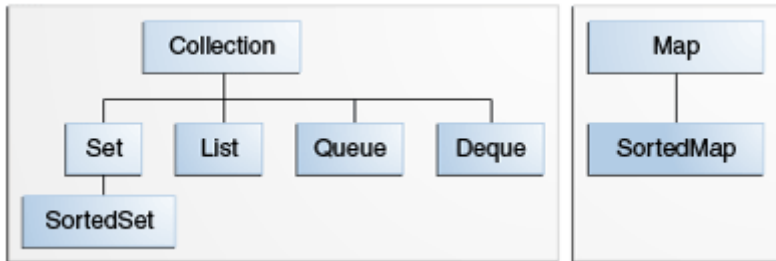 Collection
Map
Set
List
Queue
Deque
SortedMap
SortedSet